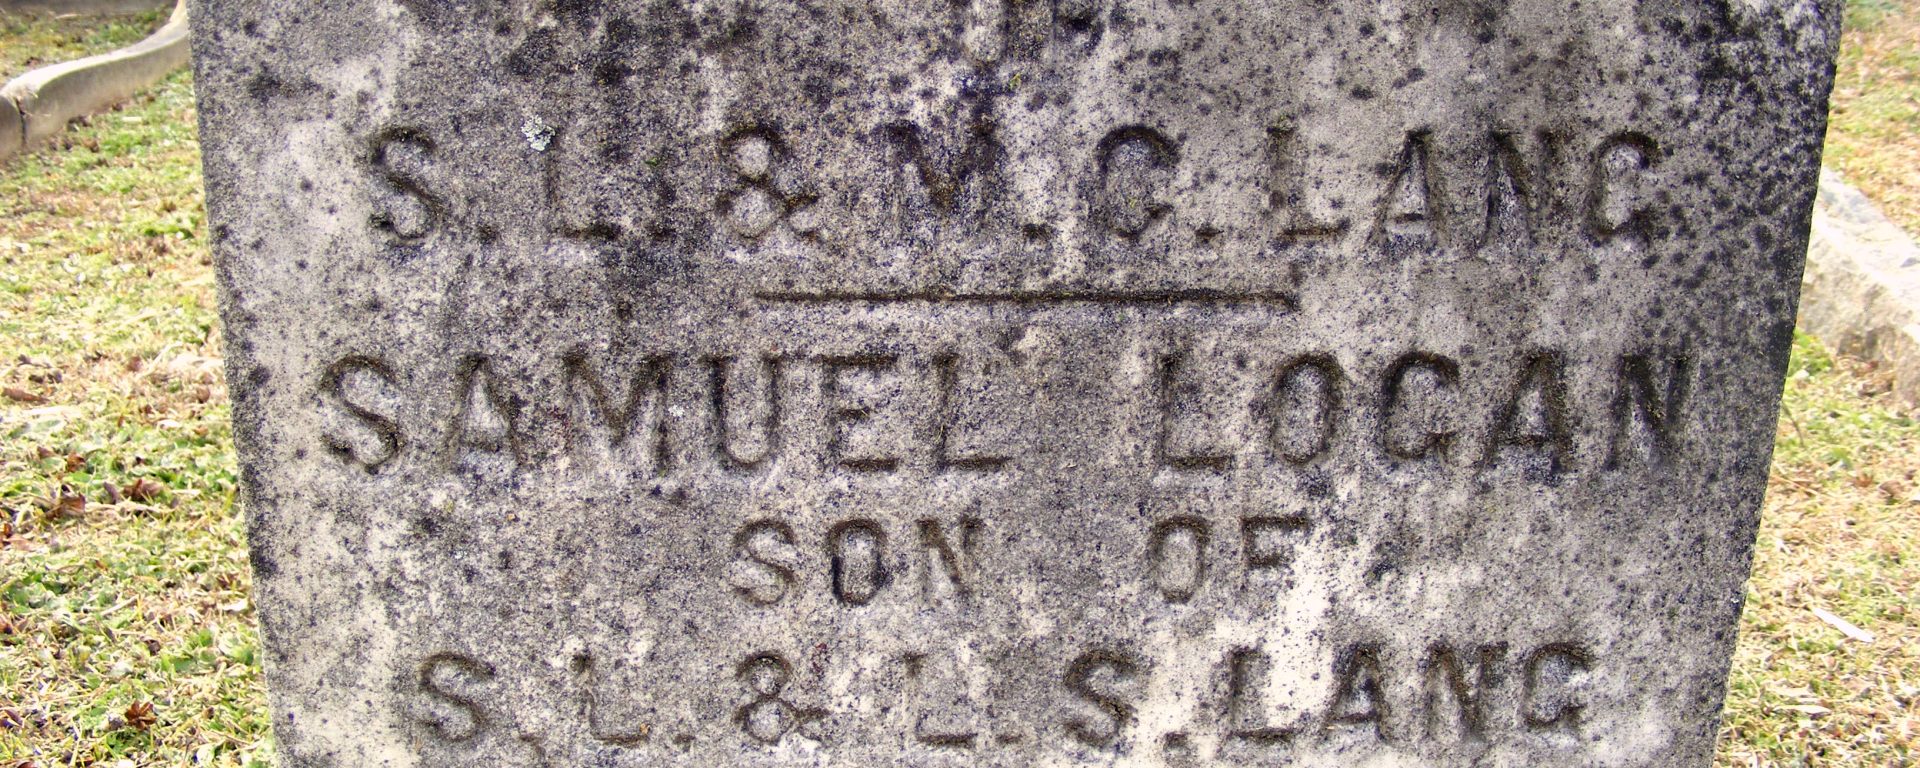 S. L. & M. G. LANG
SAMUEL LOGAN
SON OF
S. L. & L. S. LANG